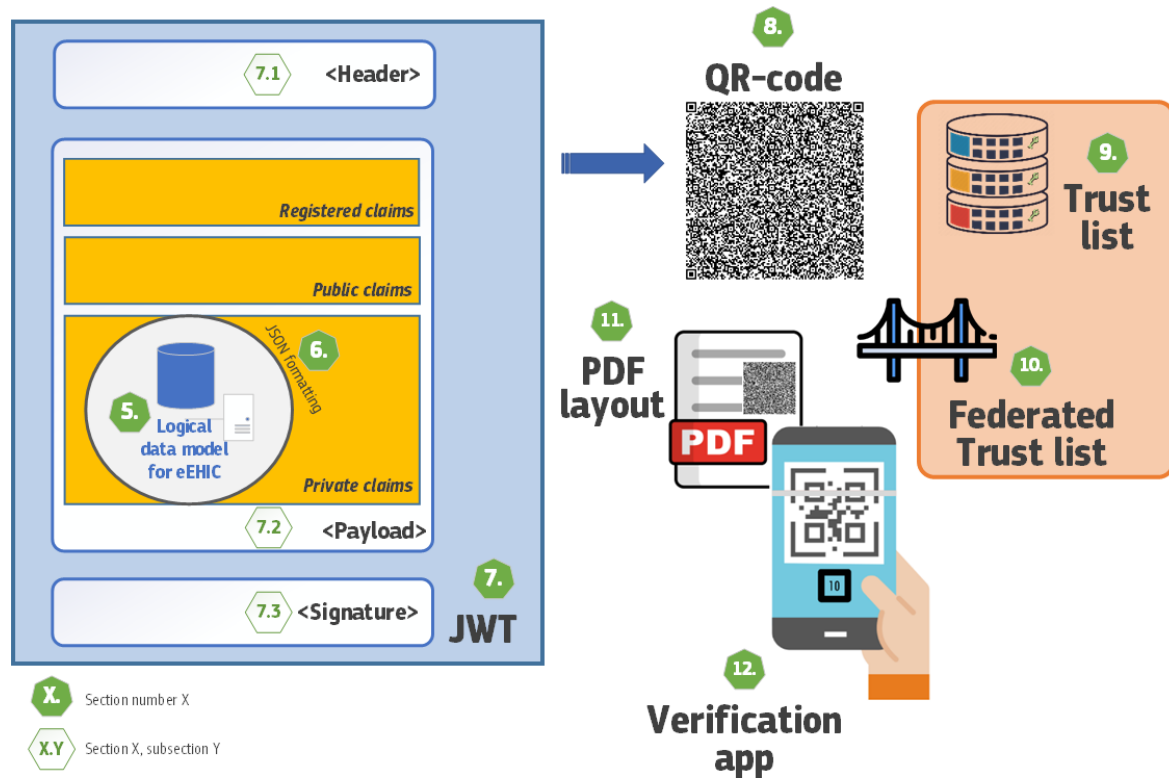 7.1 <Header>
Registered claims
Public claims
JSON formatting
6.
5.
Logical
data model
for eEHIC
Private claims
7.2 <Payload>
7.3 <Signature>
7.
JWT
X. Section number X
X.Y Section X, subsection Y
8.
QR-code
9.
Trust
list
10.
Federated
Trust list
11.
PDF
layout
PDF
10
12.
Verification
app